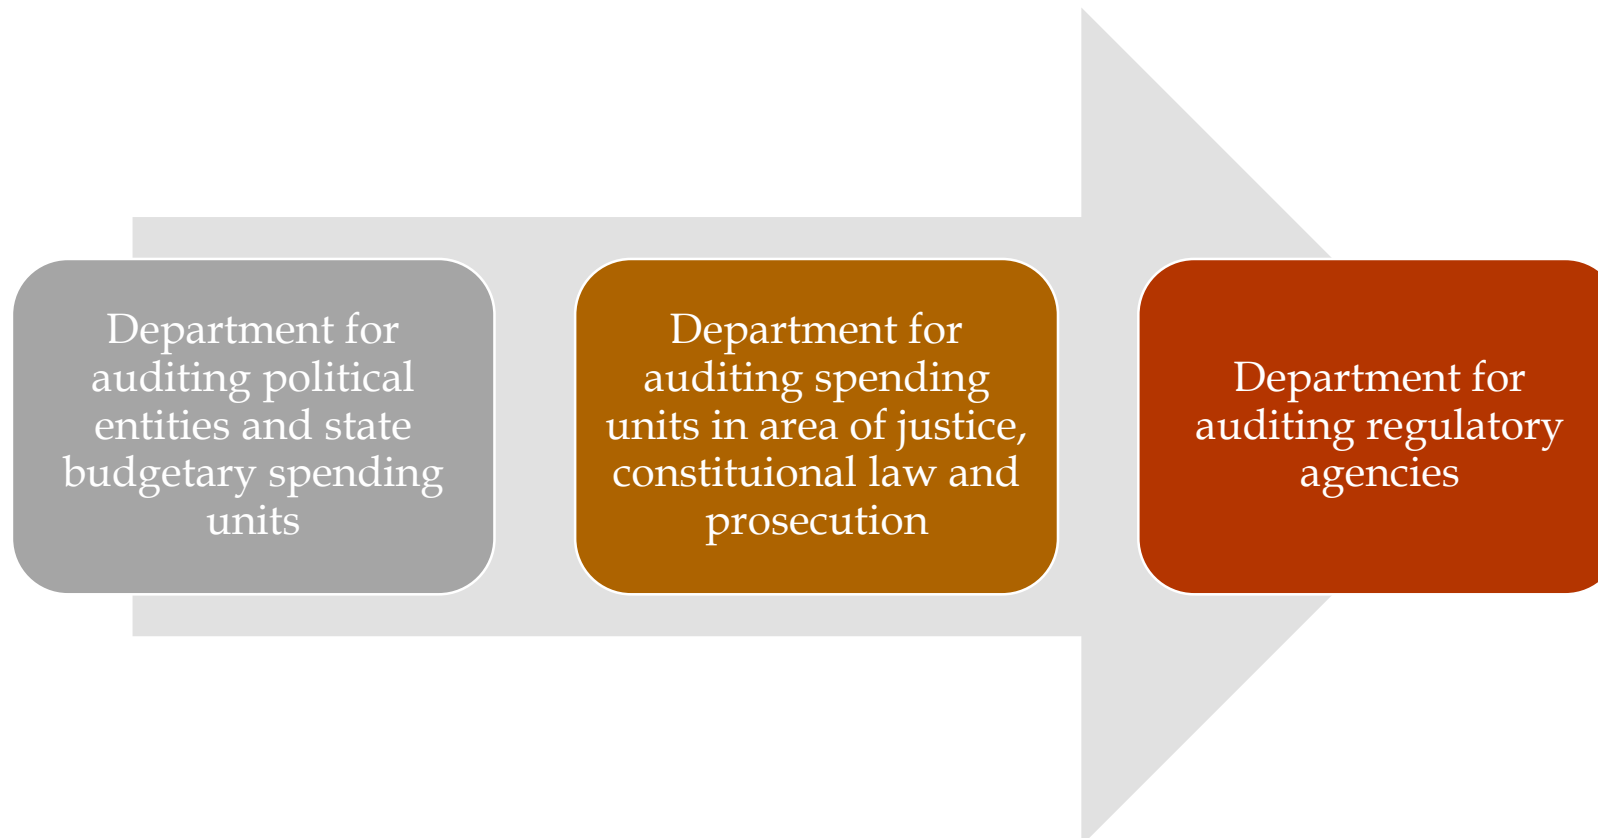 Department for
auditing political
entities and state
budgetary spending
units
Department for
auditing spending
units in area of justice,
constituional law and
prosecution
Department for
auditing regulatory
agencies